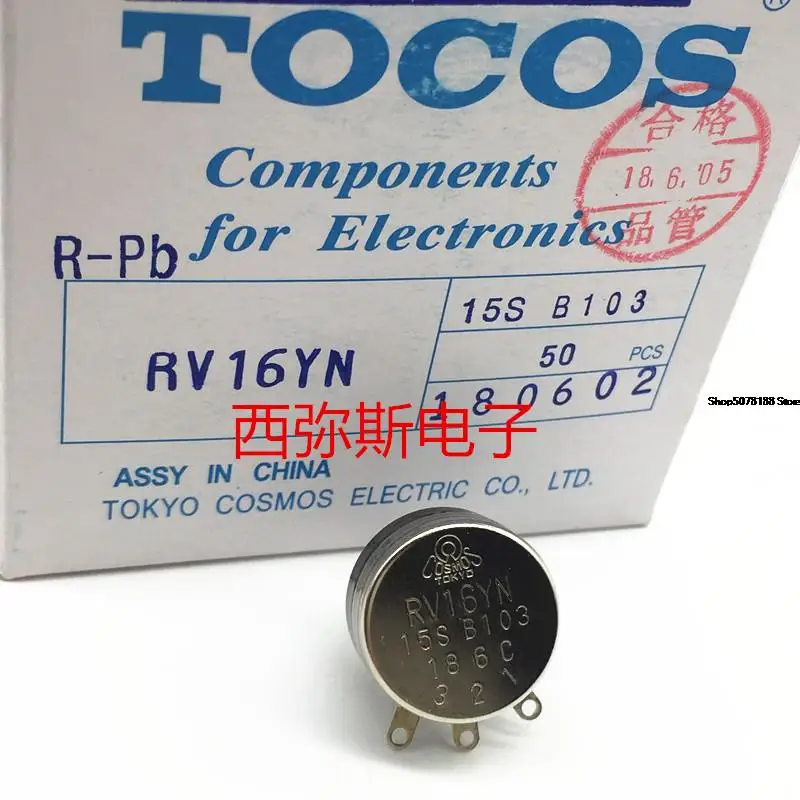 ®
TOCOS
Components
for Electronics
合格
18.6.'05
品管
R-Pb
RV16YN
15S B103
50 PCS
180602
西弥斯电子
Shop5078188 Store
ASSY IN CHINA
TOKYO COSMOS ELECTRIC CO., LTD.
COSMOS
TOKYO
RV16YN
15S B103
186C
3 2 1